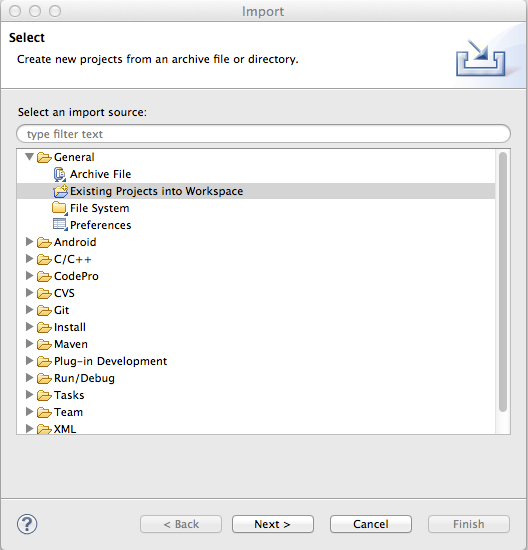 Import
Select
Create new projects from an archive file or directory.
Select an import source:
type filter text
General
Archive File
Existing Projects into Workspace
File System
Preferences
Android
C/C++
CodePro
CVS
Git
Install
Maven
Plug-in Development
Run/Debug
Tasks
Team
XML
?
< Back
Next >
Cancel
Finish